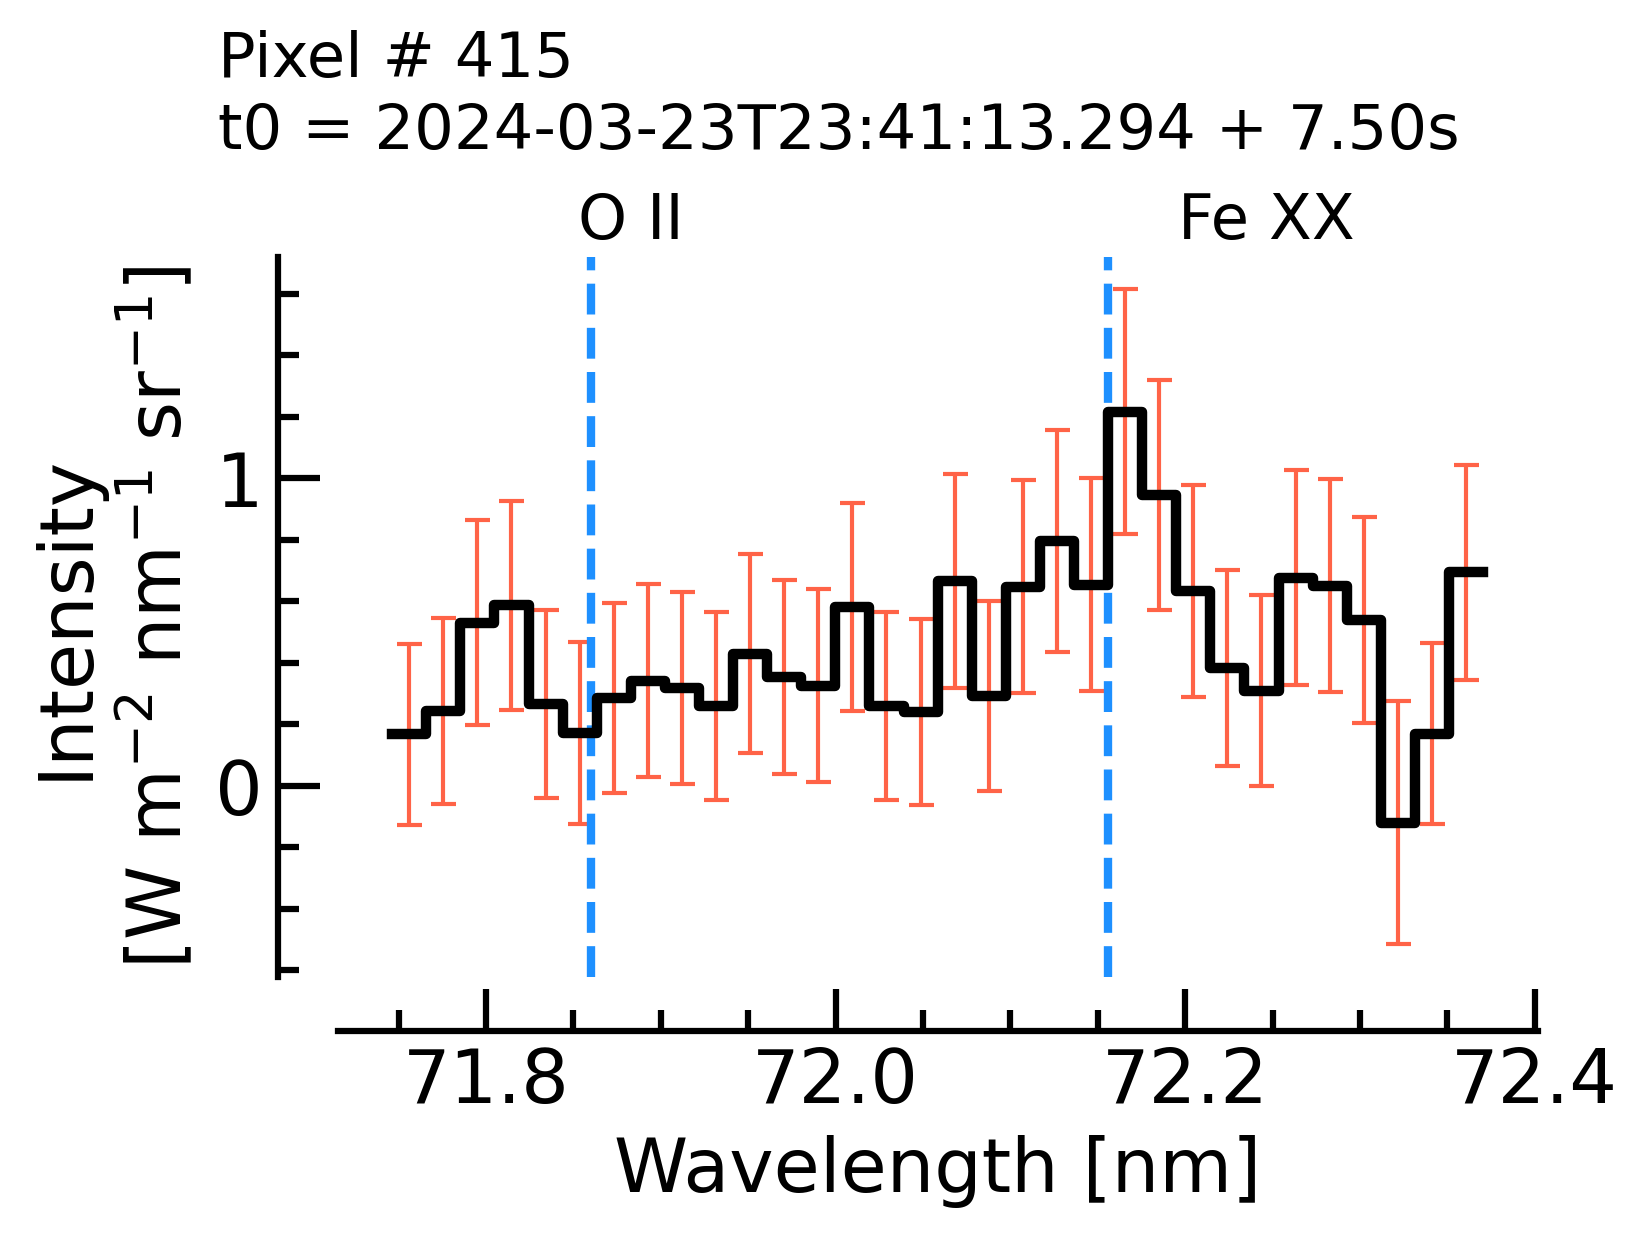 Pixel # 415
t0 = 2024-03-23T23:41:13.294 + 7.50s
O II
Fe XX
Intensity
[W m⁻² nm⁻¹ sr⁻¹]
1
0
71.8
72.0
72.2
72.4
Wavelength [nm]